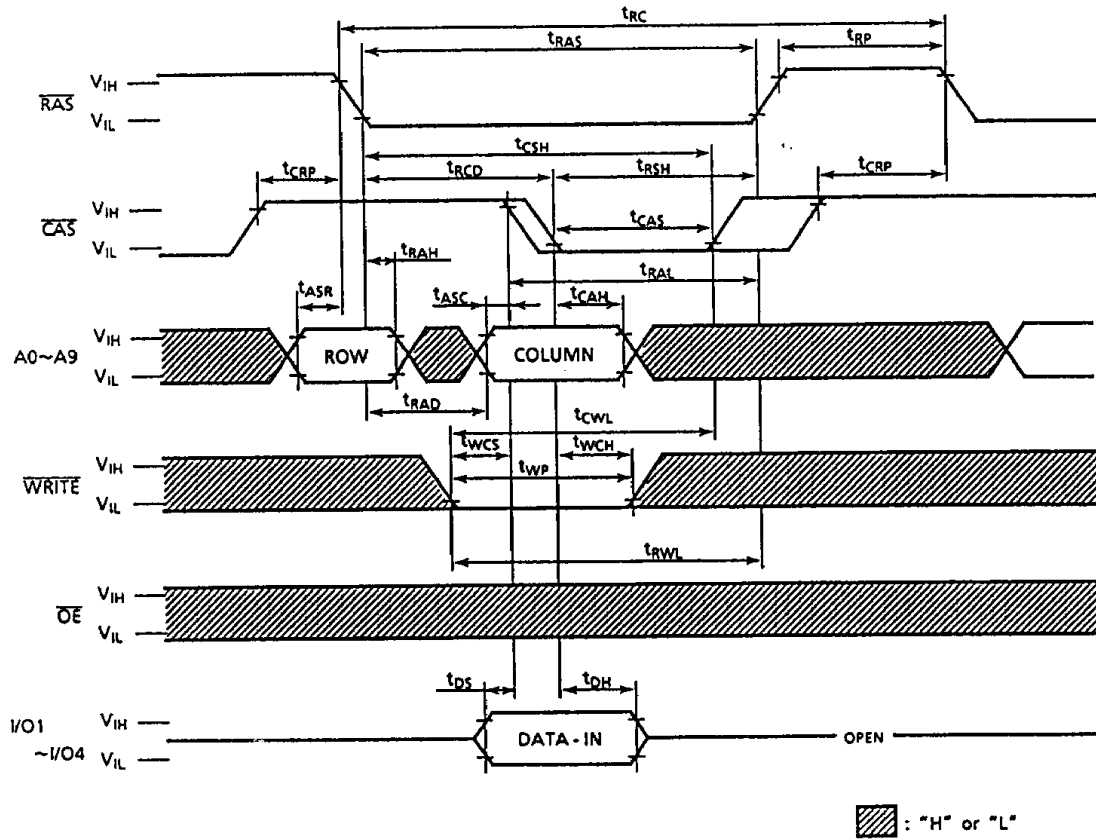 tRC
tRAS tRP
VIH
RAS
VIL
tCSH
tCRP tRCD tRSH tCRP
VIH
CAS tCAS
VIL
tRAH tRAL
tASR tASC tCAH
VIH
A0~A9 ROW COLUMN
VIL
tRAD tCWL
tWCS tWCH
VIH tWP
WRITE
VIL
tRWL
VIH
OE
VIL
tDS tDH
I/O1 VIH
DATA - IN OPEN
~I/O4 VIL
: "H" or "L"